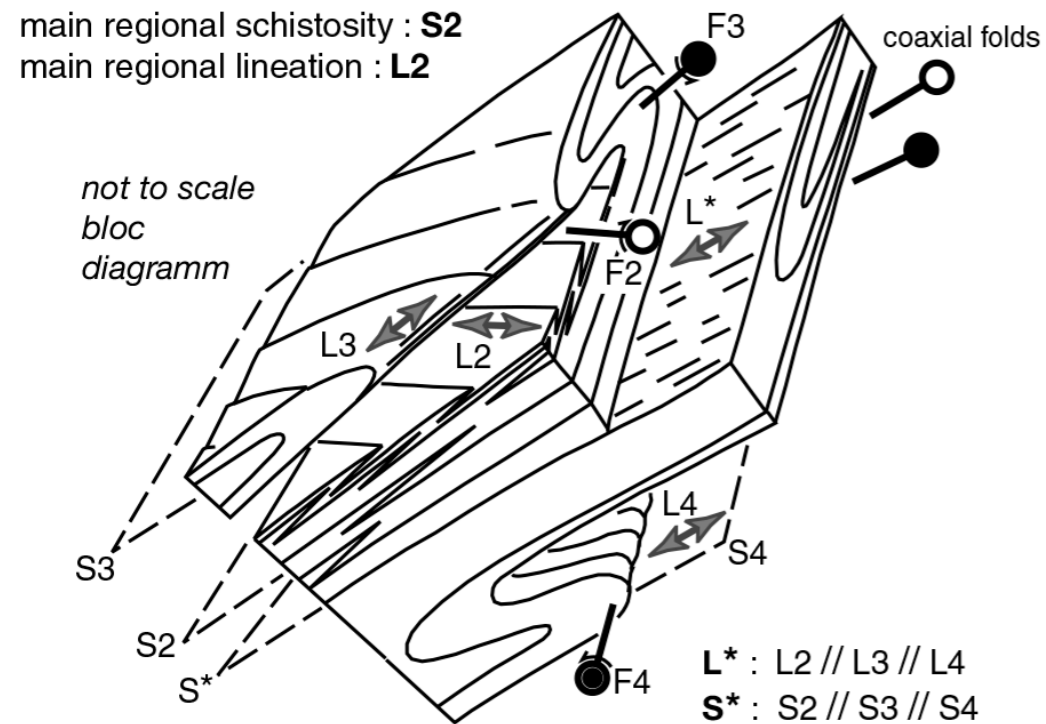 main regional schistosity : S2
main regional lineation : L2
F3
coaxial folds
not to scale
bloc
diagramm
L*
F2
L3
L2
L4
S3
S4
S2
S*
F4
L* : L2 // L3 // L4
S* : S2 // S3 // S4